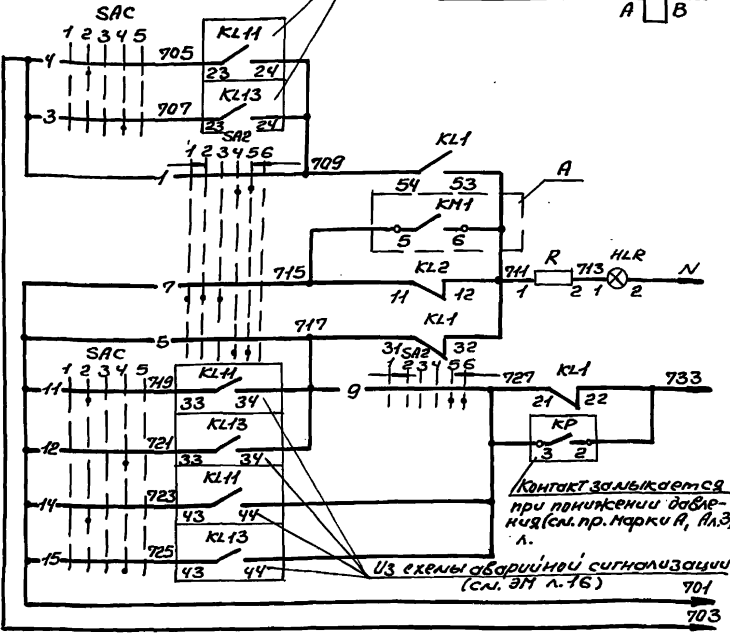 SAC
1 2 3 4 5
A B
4 705 KL11
23 24
3 707 KL13
23 24
SA2
1 2 3 4 5 6
1 709 KL1
54 53
A
KM1
5 6
7 715 KL2
11 12
711 R 713 HLR N
1 2 1 2
5 717 KL1
31 32
SAC
1 2 3 4 5
SA2
1 2 3 4 5 6
11 719 KL11
33 34
9 727 KL1 733
21 22
12 721 KL13
33 34
KP
3 2
14 723 KL11
43 44
15 725 KL13
43 44
Контакт замыкается
при понижении давле-
ния (см. пр. марки А, Ал.3,
л.
Из схемы аварийной сигнализации
(см. ЭМ л.16)
701
703